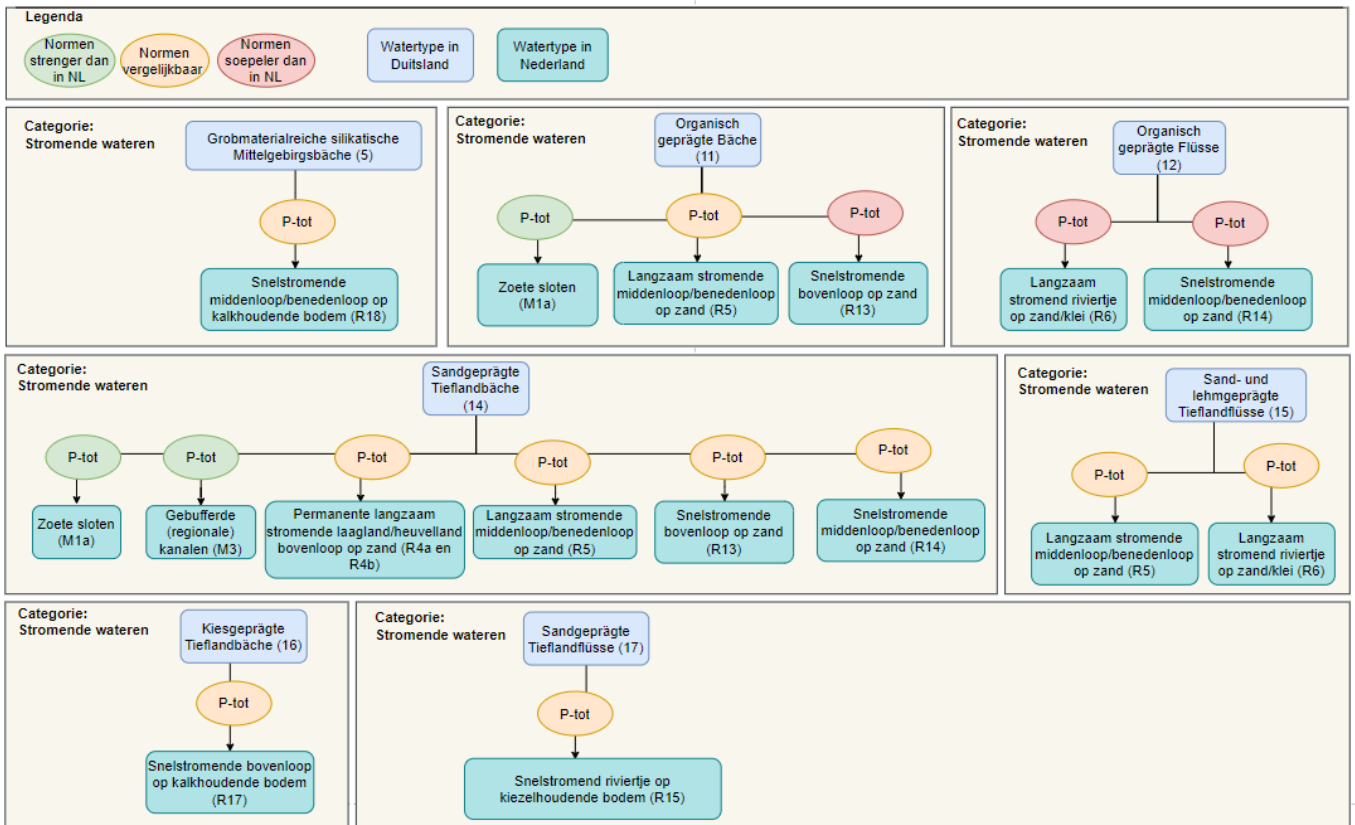 Legenda
Normen
strenger dan
in NL
Normen
vergelijkbaar
Normen
soepeler dan
in NL
Watertype in
Duitsland
Watertype in
Nederland
Categorie:
Stromende wateren
Grobmaterialreiche silikatische
Mittelgebirgsbäche (5)
P-tot
Snelstromende
middenloop/benedenloop op
kalkhoudende bodem (R18)
Categorie:
Stromende wateren
Organisch
geprägte Bäche
(11)
P-tot
P-tot
P-tot
Zoete sloten
(M1a)
Langzaam stromende
middenloop/benedenloop
op zand (R5)
Snelstromende
bovenloop op zand
(R13)
Categorie:
Stromende wateren
Organisch
geprägte Flüsse
(12)
P-tot
P-tot
Langzaam
stromend riviertje
op zand/klei (R6)
Snelstromende
middenloop/benedenloop
op zand (R14)
Categorie:
Stromende wateren
Sandgeprägte
Tieflandbäche
(14)
P-tot
P-tot
P-tot
P-tot
P-tot
P-tot
Zoete sloten
(M1a)
Gebufferde
(regionale)
kanalen (M3)
Permanente langzaam
stromende laagland/heuvelland
bovenloop op zand (R4a en
R4b)
Langzaam stromende
middenloop/benedenloop
op zand (R5)
Snelstromende
bovenloop op zand
(R13)
Snelstromende
middenloop/benedenloop
op zand (R14)
Categorie:
Stromende wateren
Sand- und
lehmgeprägte
Tieflandflüsse (15)
P-tot
P-tot
Langzaam stromende
middenloop/benedenloop
op zand (R5)
Langzaam
stromend riviertje
op zand/klei (R6)
Categorie:
Stromende wateren
Kiesgeprägte
Tieflandbäche (16)
P-tot
Snelstromende bovenloop
op kalkhoudende bodem
(R17)
Categorie:
Stromende wateren
Sandgeprägte
Tieflandflüsse (17)
P-tot
Snelstromend riviertje op
kiezelhoudende bodem (R15)